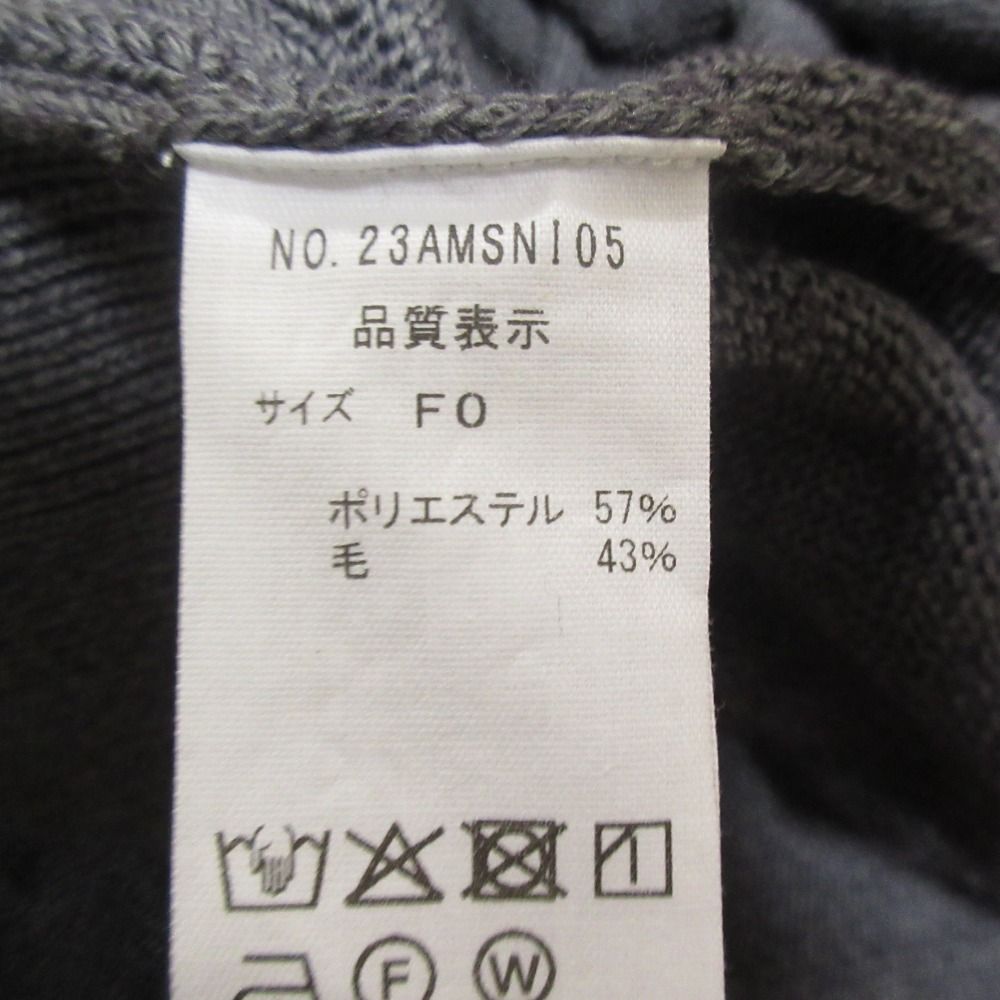 NO. 23AMSNI05
品質表示
サイズ FO
ポリエステル 57%
毛 43%
F W